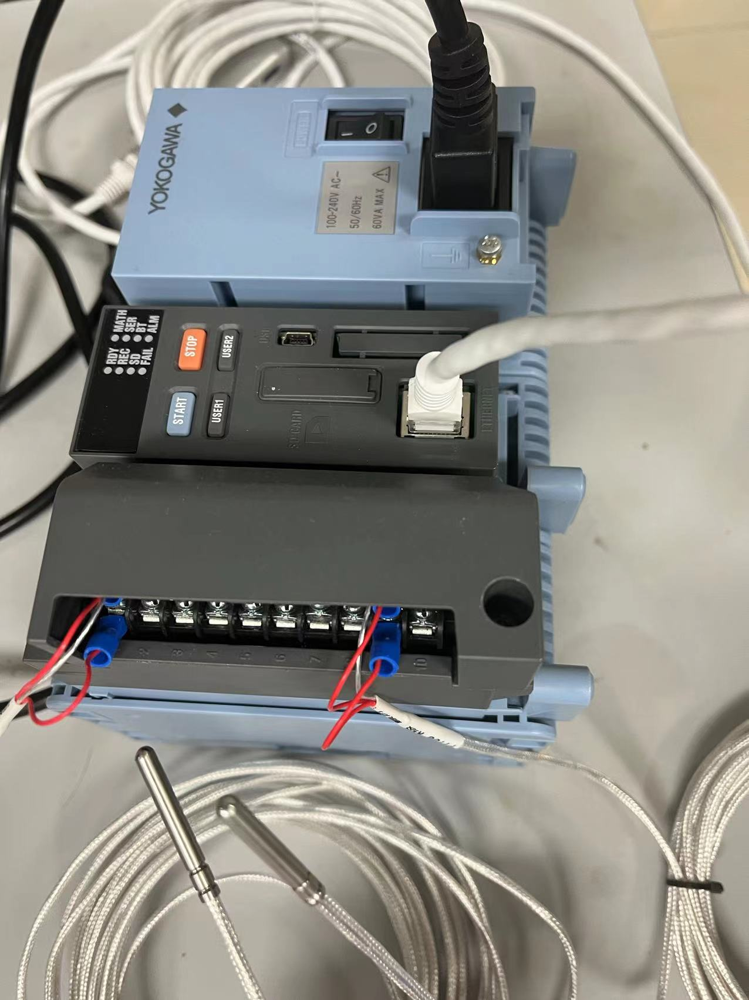 YOKOGAWA
POWER
100-240V AC~
50/60Hz
60VA MAX
MATH
SER
BT
ALM
RDY
REC
SD
FAIL
STOP
USER2
START
USER1
USB
SD CARD
ETHERNET
2
3
4
5
6
7
10